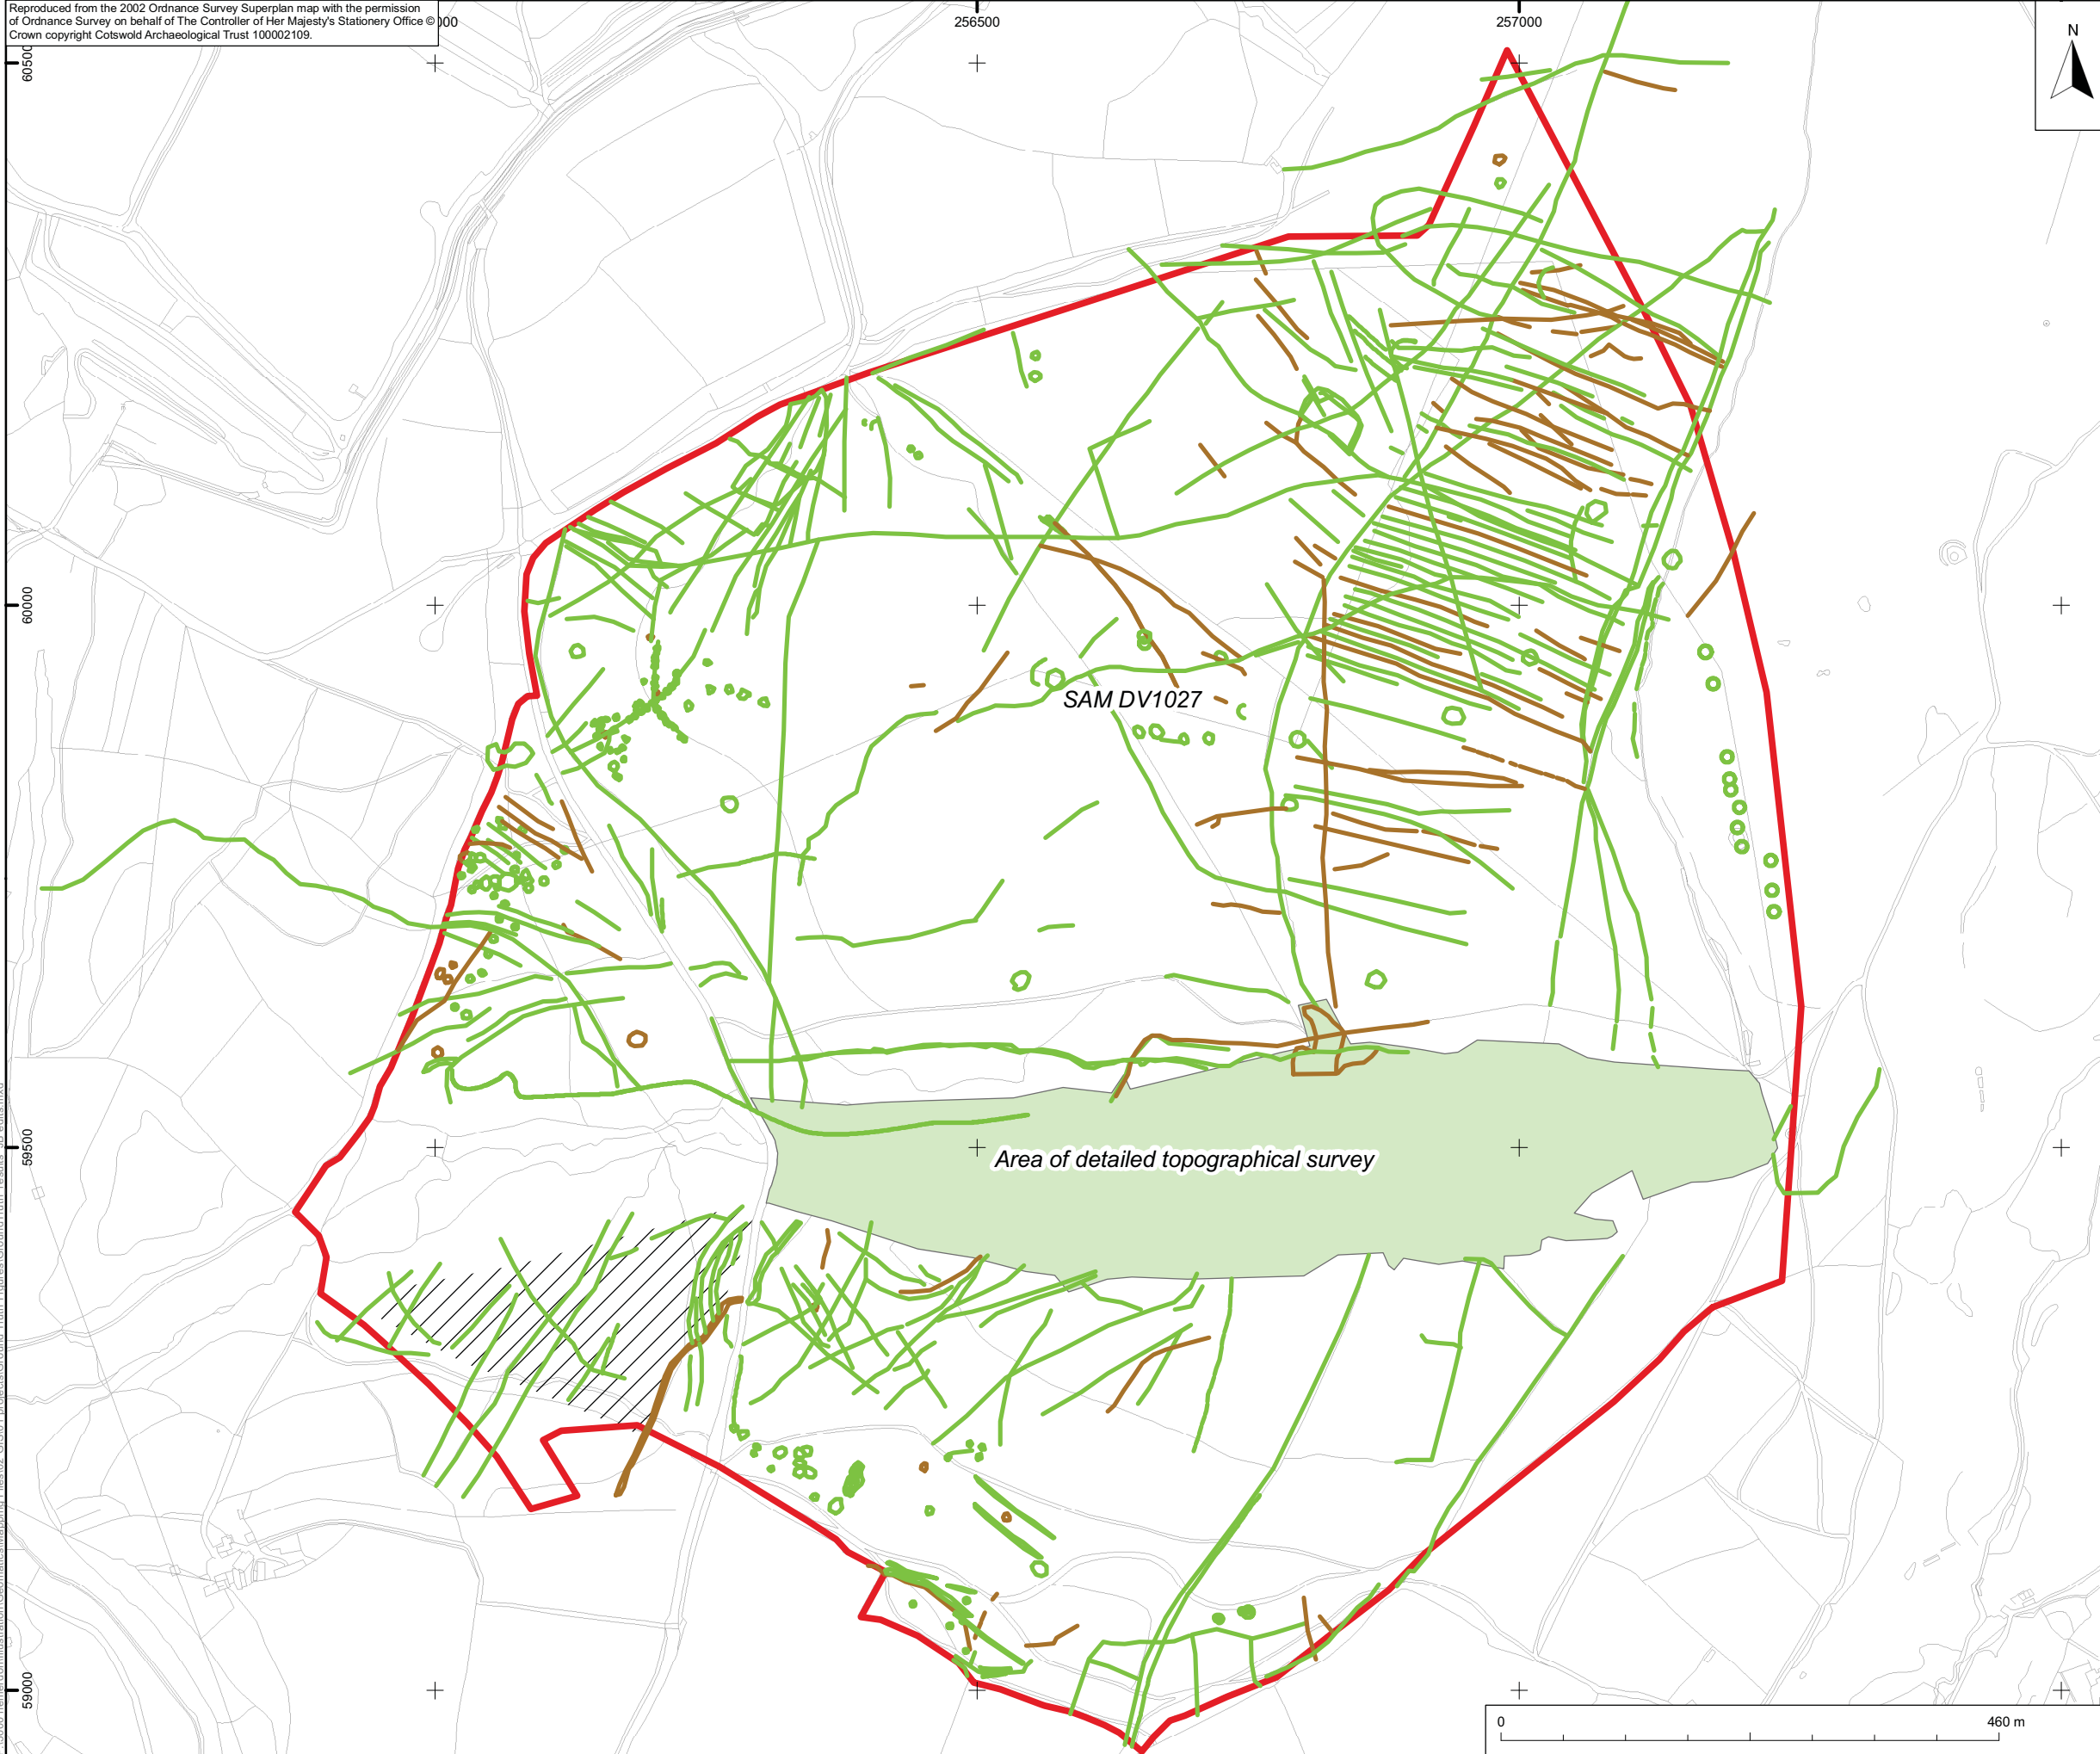 Reproduced from the 2002 Ordnance Survey Superplan map with the permission
of Ordnance Survey on behalf of The Controller of Her Majesty's Stationery Office ©
Crown copyright Cotswold Archaeological Trust 100002109.
000
256500
257000
N
60500
60000
SAM DV1027
59500
Area of detailed topographical survey
59000
0
460 m